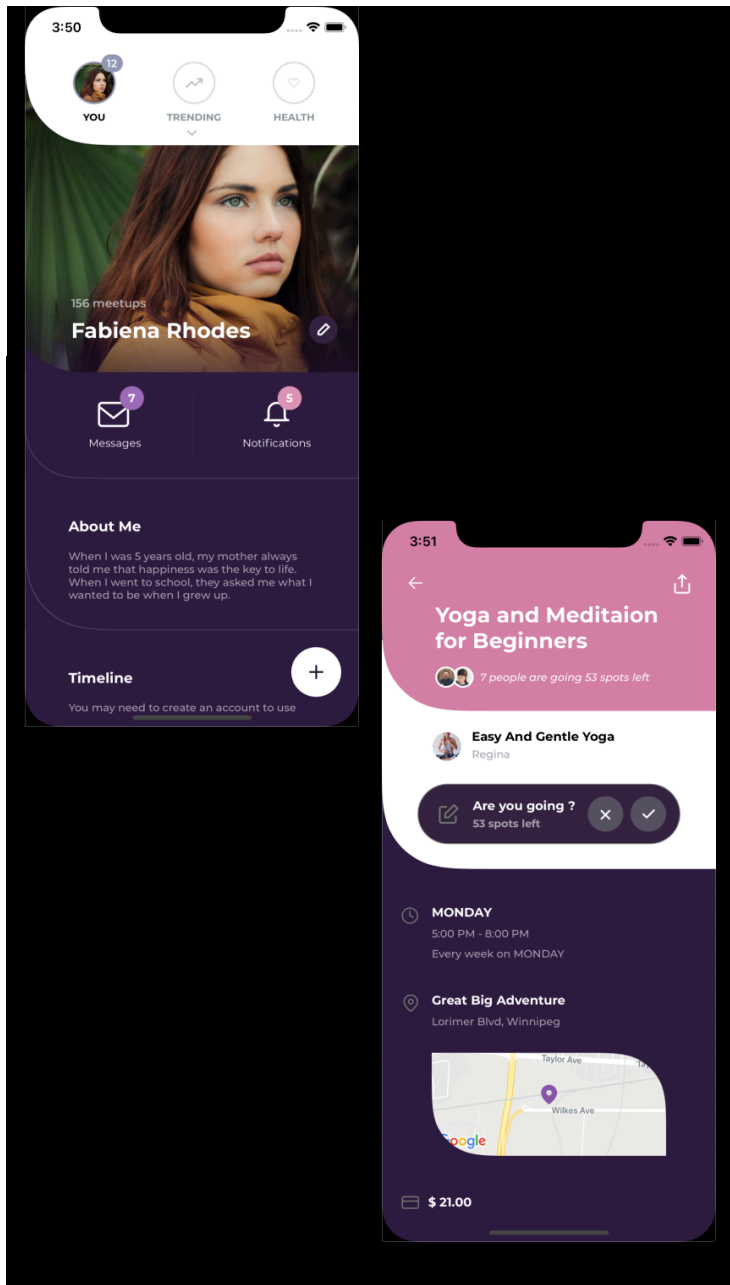 3:50
12
YOU
TRENDING
HEALTH
156 meetups
Fabiena Rhodes
7
5
Messages
Notifications
About Me
When I was 5 years old, my mother always
told me that happiness was the key to life.
When I went to school, they asked me what I
wanted to be when I grew up.
Timeline
You may need to create an account to use
3:51
Yoga and Meditaion
for Beginners
7 people are going 53 spots left
Easy And Gentle Yoga
Regina
Are you going ?
53 spots left
MONDAY
5:00 PM - 8:00 PM
Every week on MONDAY
Great Big Adventure
Lorimer Blvd, Winnipeg
Taylor Ave
Wilkes Ave
Google
$ 21.00